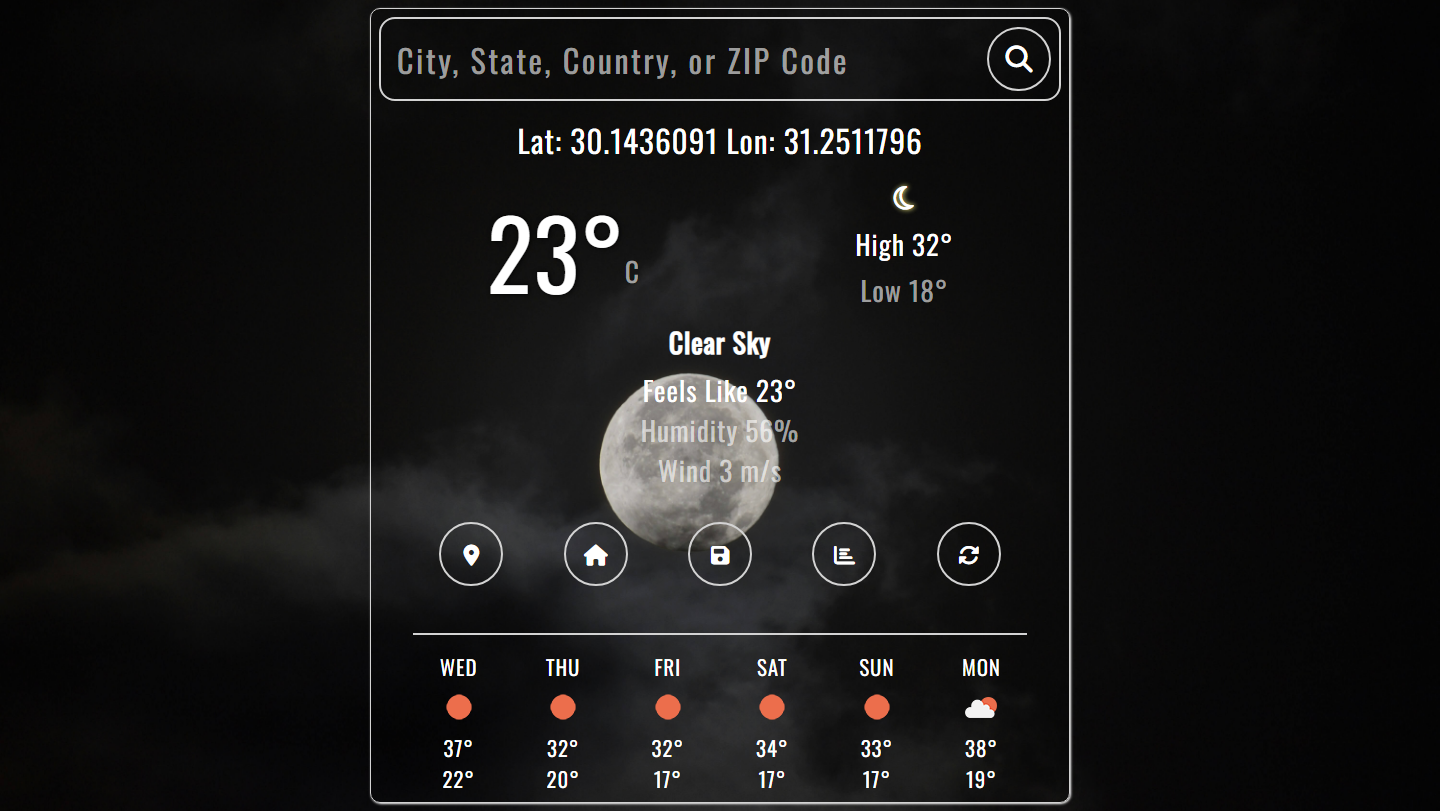 City, State, Country, or ZIP Code
Lat: 30.1436091 Lon: 31.2511796
23° C
High 32°
Low 18°
Clear Sky
Feels Like 23°
Humidity 56%
Wind 3 m/s
WED THU FRI SAT SUN MON
37° 32° 32° 34° 33° 38°
22° 20° 17° 17° 17° 19°